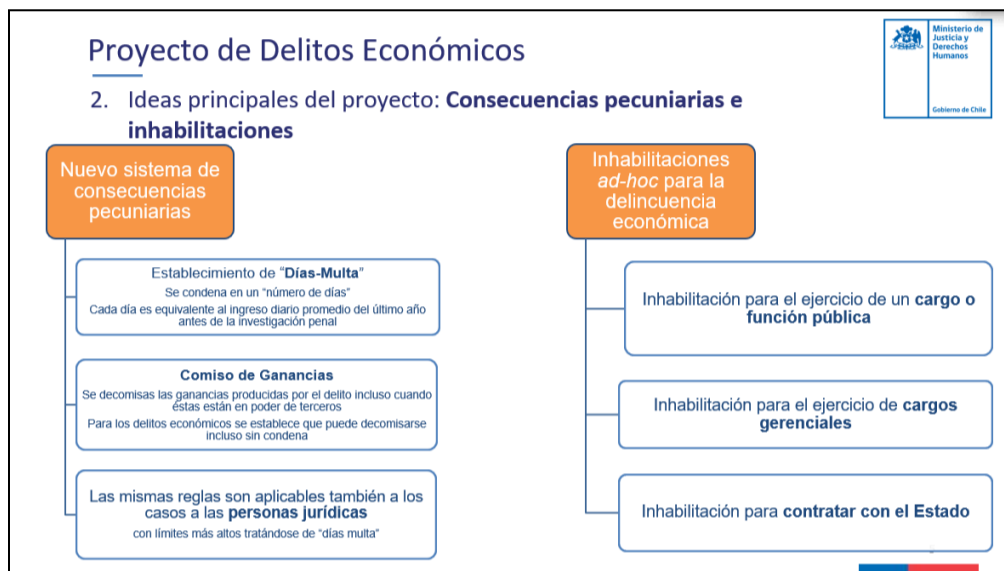 Proyecto de Delitos Económicos
Ministerio de
Justicia y
Derechos
Humanos
Gobierno de Chile
2. Ideas principales del proyecto: Consecuencias pecuniarias e
inhabilitaciones
Nuevo sistema de
consecuencias
pecuniarias
Establecimiento de "Días-Multa"
Se condena en un "número de días"
Cada día es equivalente al ingreso diario promedio del último año
antes de la investigación penal
Comiso de Ganancias
Se decomisas las ganancias producidas por el delito incluso cuando
éstas están en poder de terceros
Para los delitos económicos se establece que puede decomisarse
incluso sin condena
Las mismas reglas son aplicables también a los
casos a las personas jurídicas
con límites más altos tratándose de "días multa"
Inhabilitaciones
ad-hoc para la
delincuencia
económica
Inhabilitación para el ejercicio de un cargo o
función pública
Inhabilitación para el ejercicio de cargos
gerenciales
Inhabilitación para contratar con el Estado